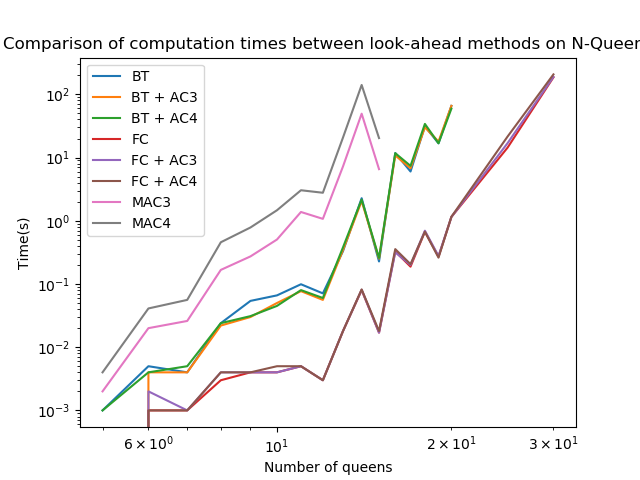 Comparison of computation times between look-ahead methods on N-Queen
BT
BT + AC3
BT + AC4
FC
FC + AC3
FC + AC4
MAC3
MAC4
Time(s)
10²
10¹
10⁰
10⁻¹
10⁻²
10⁻³
6 × 10⁰
10¹
2 × 10¹
3 × 10¹
Number of queens